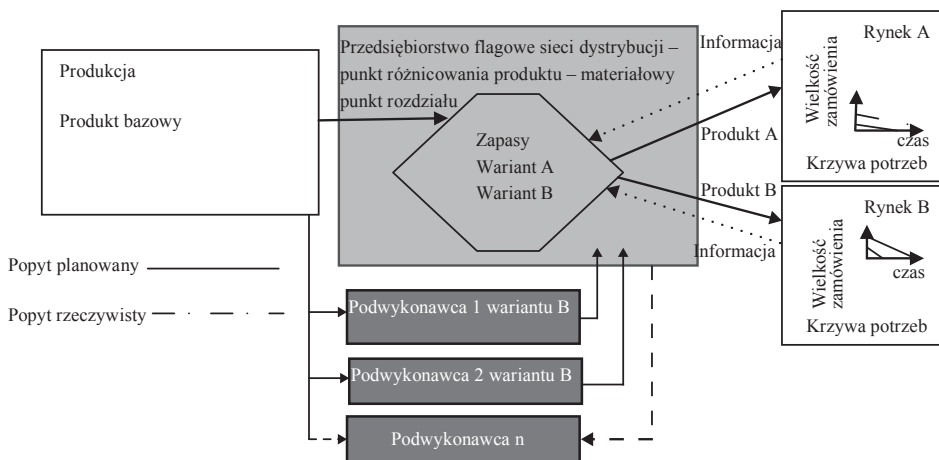 Produkcja
Produkt bazowy
Przedsiębiorstwo flagowe sieci dystrybucji –
punkt różnicowania produktu – materiałowy
punkt rozdziału
Zapasy
Wariant A
Wariant B
Informacja
Produkt A
Produkt B
Informacja
Rynek A
Wielkość
zamówienia
czas
Krzywa potrzeb
Rynek B
Wielkość
zamówienia
czas
Krzywa potrzeb
Popyt planowany
Popyt rzeczywisty
Podwykonawca 1 wariantu B
Podwykonawca 2 wariantu B
Podwykonawca n